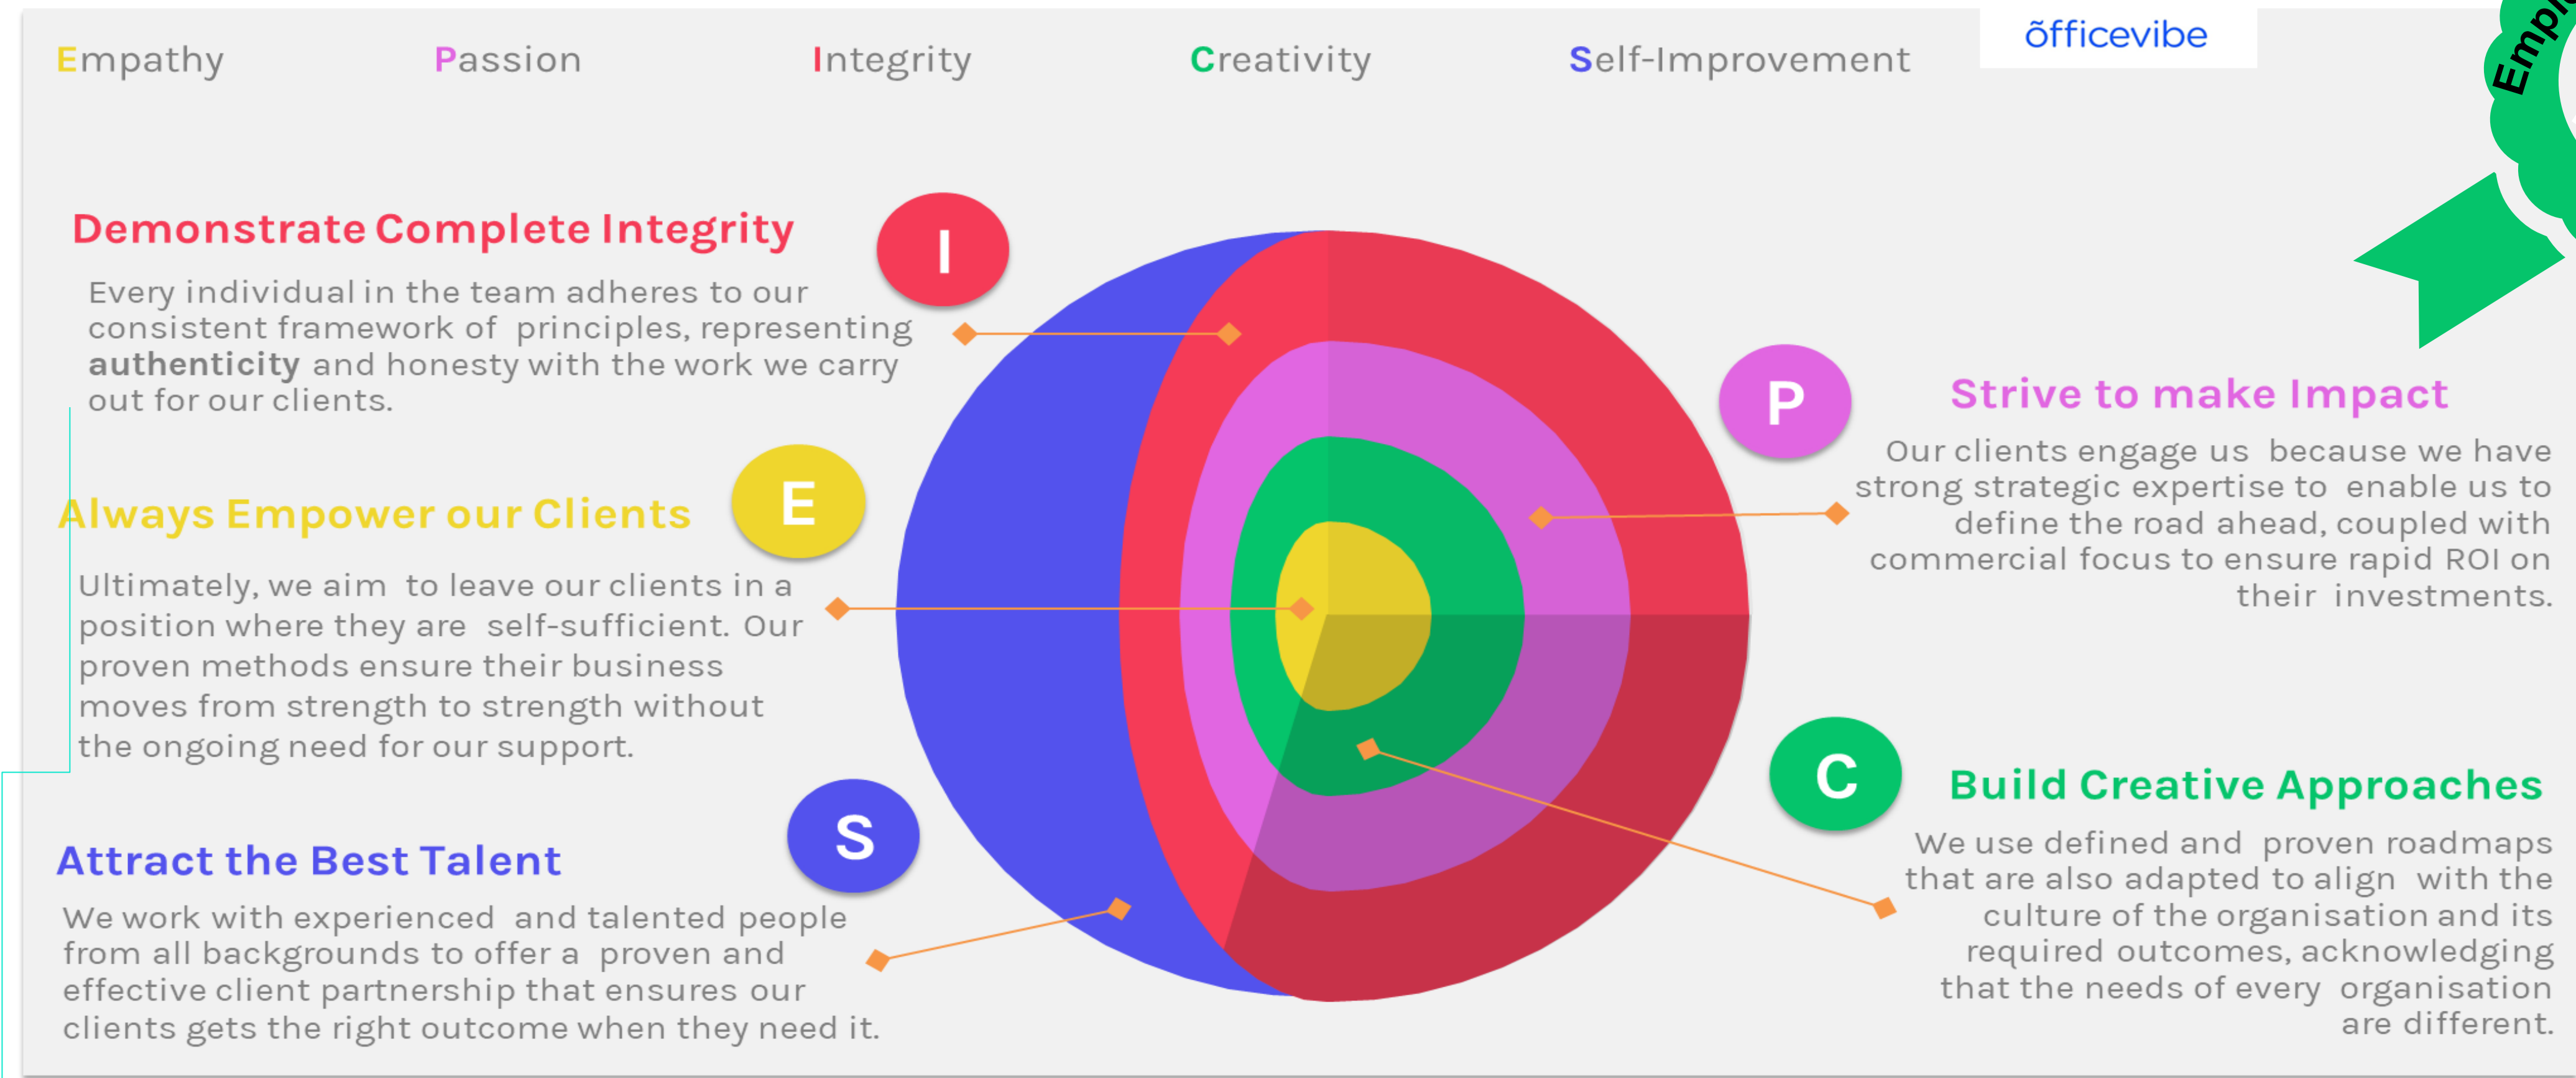 Empathy
Passion
Integrity
Creativity
Self-Improvement
õfficevibe
Demonstrate Complete Integrity
I
Every individual in the team adheres to our
consistent framework of principles, representing
authenticity and honesty with the work we carry
out for our clients.
Always Empower our Clients
E
Ultimately, we aim to leave our clients in a
position where they are self-sufficient. Our
proven methods ensure their business
moves from strength to strength without
the ongoing need for our support.
Attract the Best Talent
S
We work with experienced and talented people
from all backgrounds to offer a proven and
effective client partnership that ensures our
clients gets the right outcome when they need it.
P
Strive to make Impact
Our clients engage us because we have
strong strategic expertise to enable us to
define the road ahead, coupled with
commercial focus to ensure rapid ROI on
their investments.
C
Build Creative Approaches
We use defined and proven roadmaps
that are also adapted to align with the
culture of the organisation and its
required outcomes, acknowledging
that the needs of every organisation
are different.